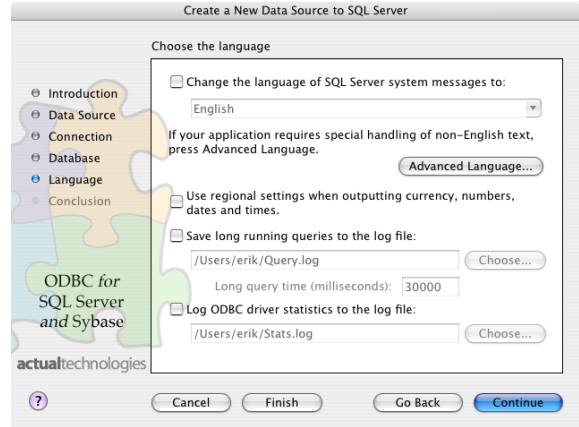 Create a New Data Source to SQL Server
Choose the language
Introduction
Data Source
Connection
Database
Language
Conclusion
ODBC for
SQL Server
and Sybase
actualtechnologies
Change the language of SQL Server system messages to:
English
If your application requires special handling of non-English text,
press Advanced Language.
Advanced Language...
Use regional settings when outputting currency, numbers,
dates and times.
Save long running queries to the log file:
/Users/erik/Query.log
Choose...
Long query time (milliseconds):
30000
Log ODBC driver statistics to the log file:
/Users/erik/Stats.log
Choose...
?
Cancel
Finish
Go Back
Continue